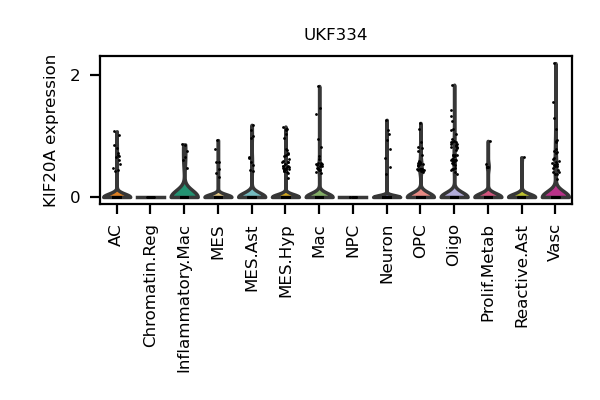 UKF334
KIF20A expression
2
0
AC
Chromatin.Reg
Inflammatory.Mac
MES
MES.Ast
MES.Hyp
Mac
NPC
Neuron
OPC
Oligo
Prolif.Metab
Reactive.Ast
Vasc